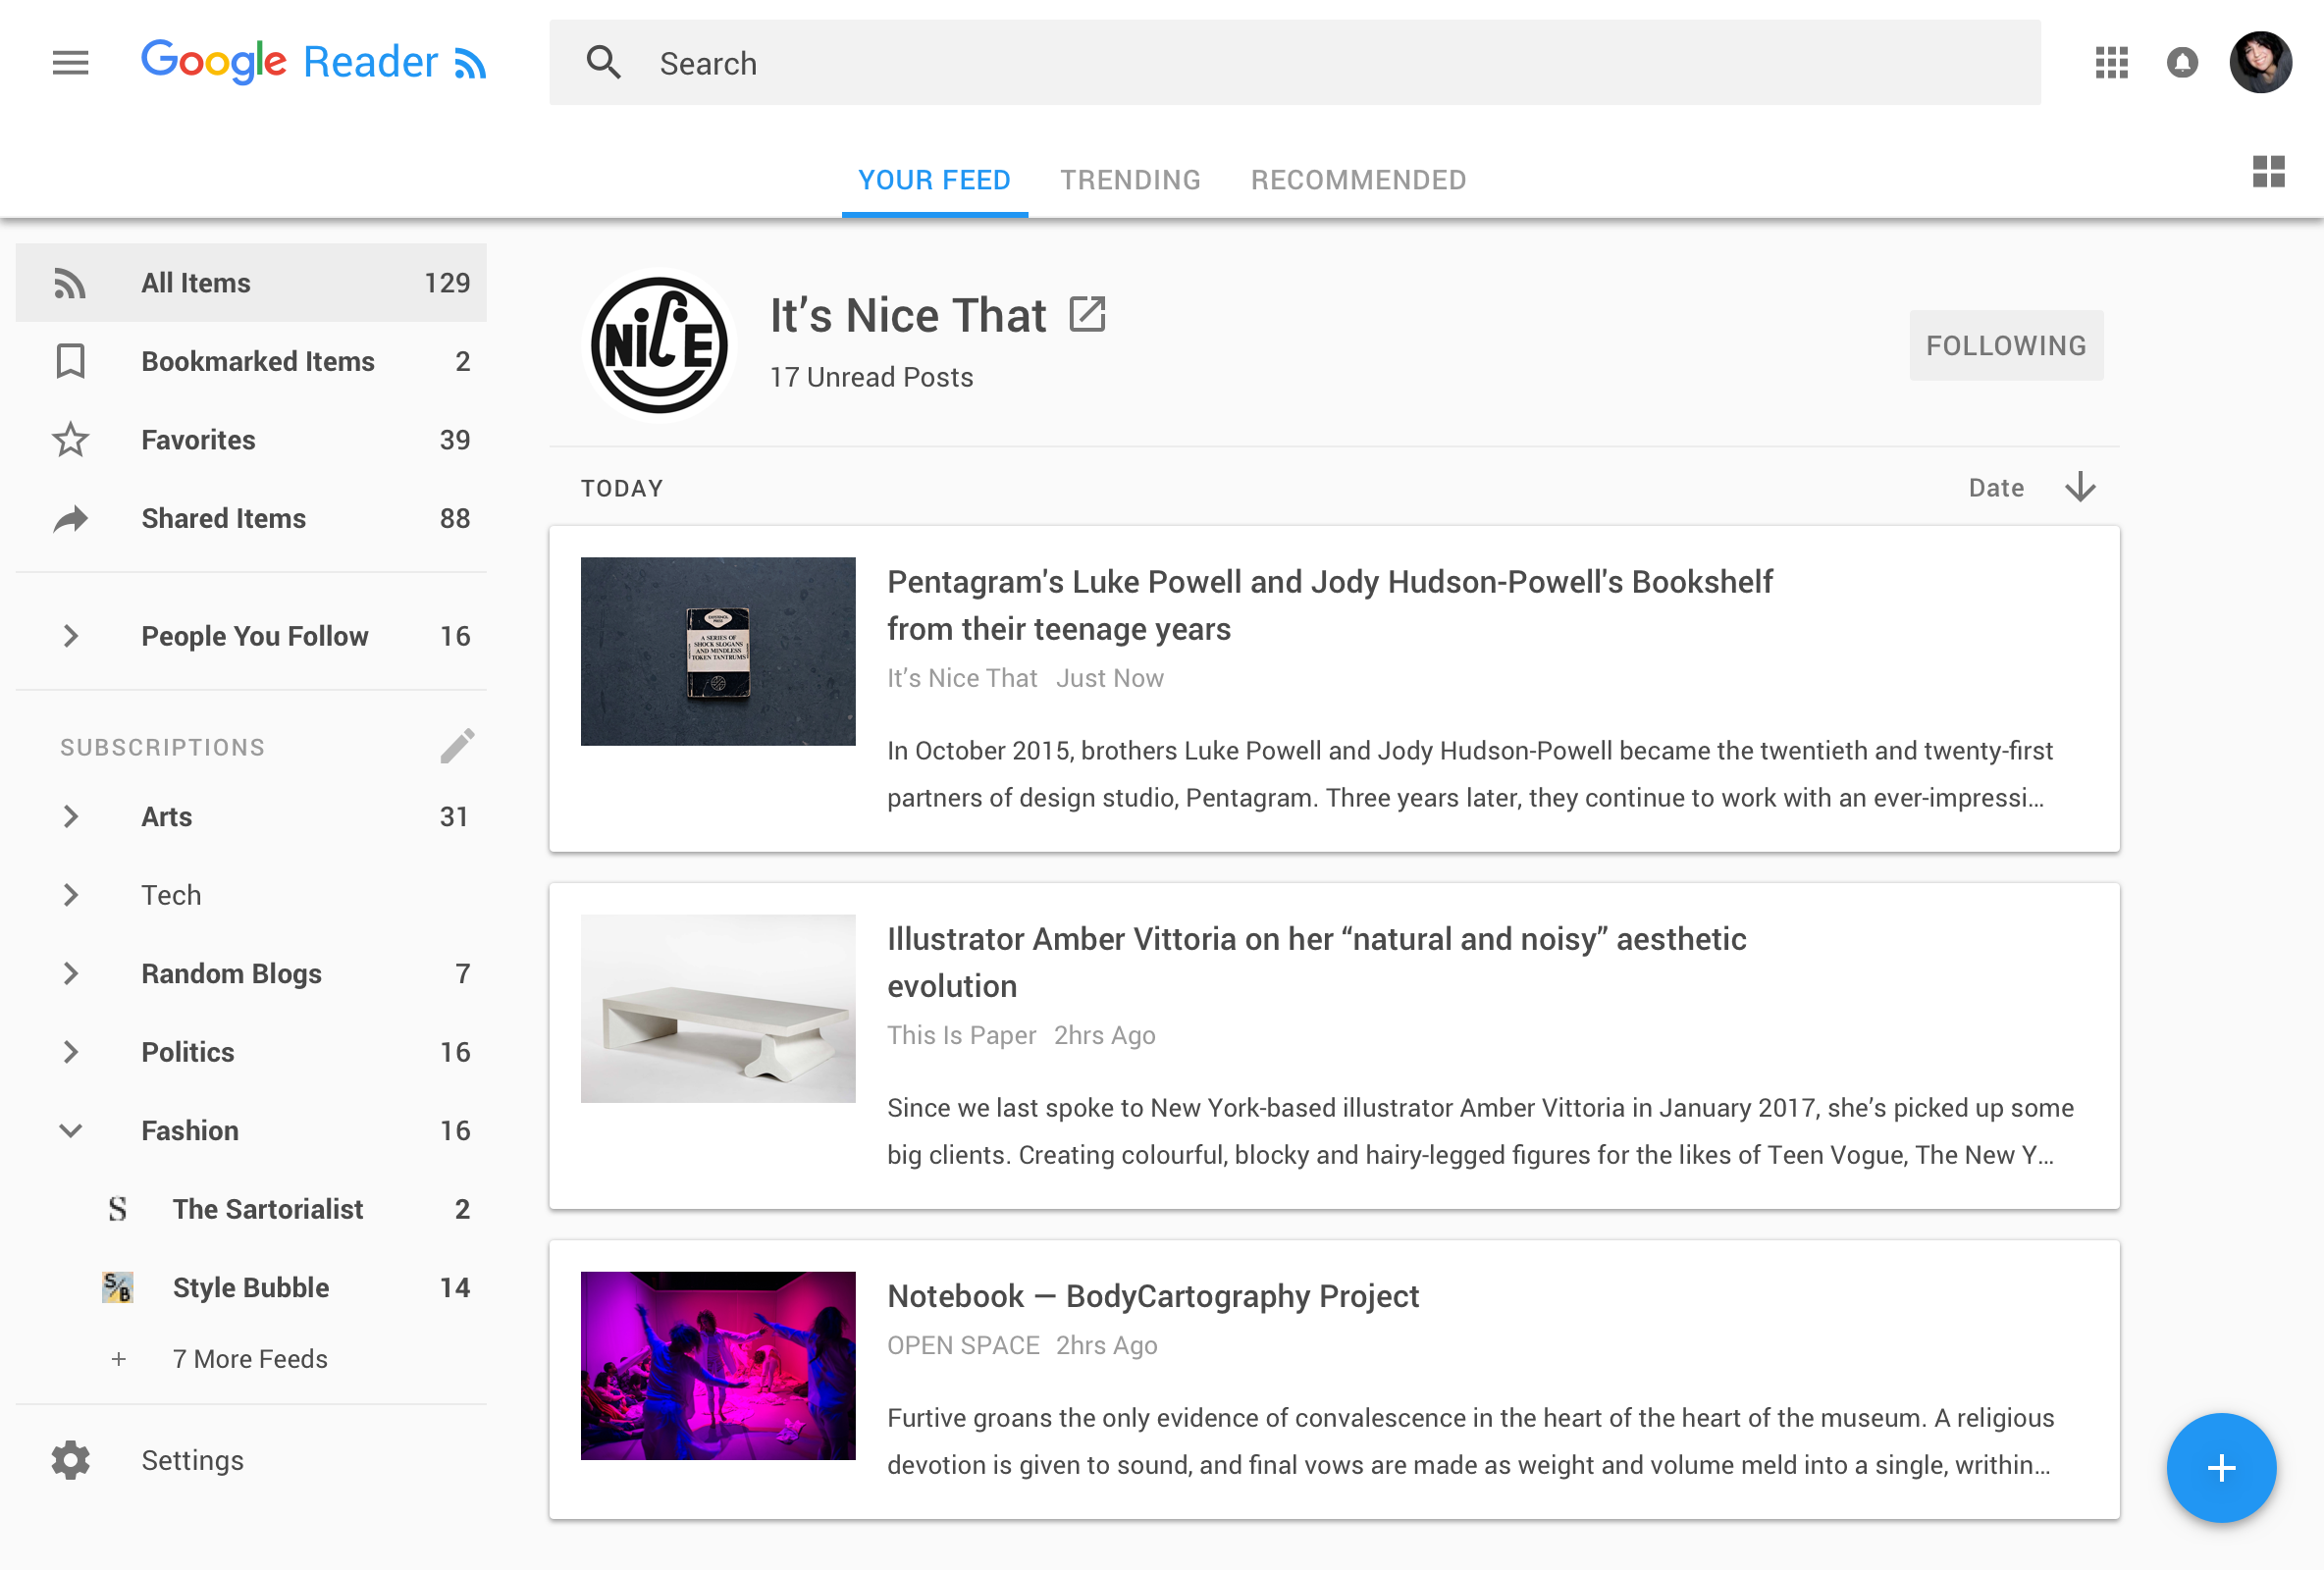 Google Reader
Search
YOUR FEED TRENDING RECOMMENDED
All Items 129
Bookmarked Items 2
Favorites 39
Shared Items 88
People You Follow 16
SUBSCRIPTIONS
Arts 31
Tech
Random Blogs 7
Politics 16
Fashion 16
S The Sartorialist 2
S/B Style Bubble 14
+ 7 More Feeds
Settings
NICE
It’s Nice That
17 Unread Posts
FOLLOWING
TODAY
Date
A SERIES OF
SHOCK SLOGANS
AND MINDLESS
TOKEN TANTRUMS
Pentagram's Luke Powell and Jody Hudson-Powell's Bookshelf
from their teenage years
It’s Nice That Just Now
In October 2015, brothers Luke Powell and Jody Hudson-Powell became the twentieth and twenty-first
partners of design studio, Pentagram. Three years later, they continue to work with an ever-impressi…
Illustrator Amber Vittoria on her “natural and noisy” aesthetic
evolution
This Is Paper 2hrs Ago
Since we last spoke to New York-based illustrator Amber Vittoria in January 2017, she’s picked up some
big clients. Creating colourful, blocky and hairy-legged figures for the likes of Teen Vogue, The New Y…
Notebook — BodyCartography Project
OPEN SPACE 2hrs Ago
Furtive groans the only evidence of convalescence in the heart of the heart of the museum. A religious
devotion is given to sound, and final vows are made as weight and volume meld into a single, writhin…